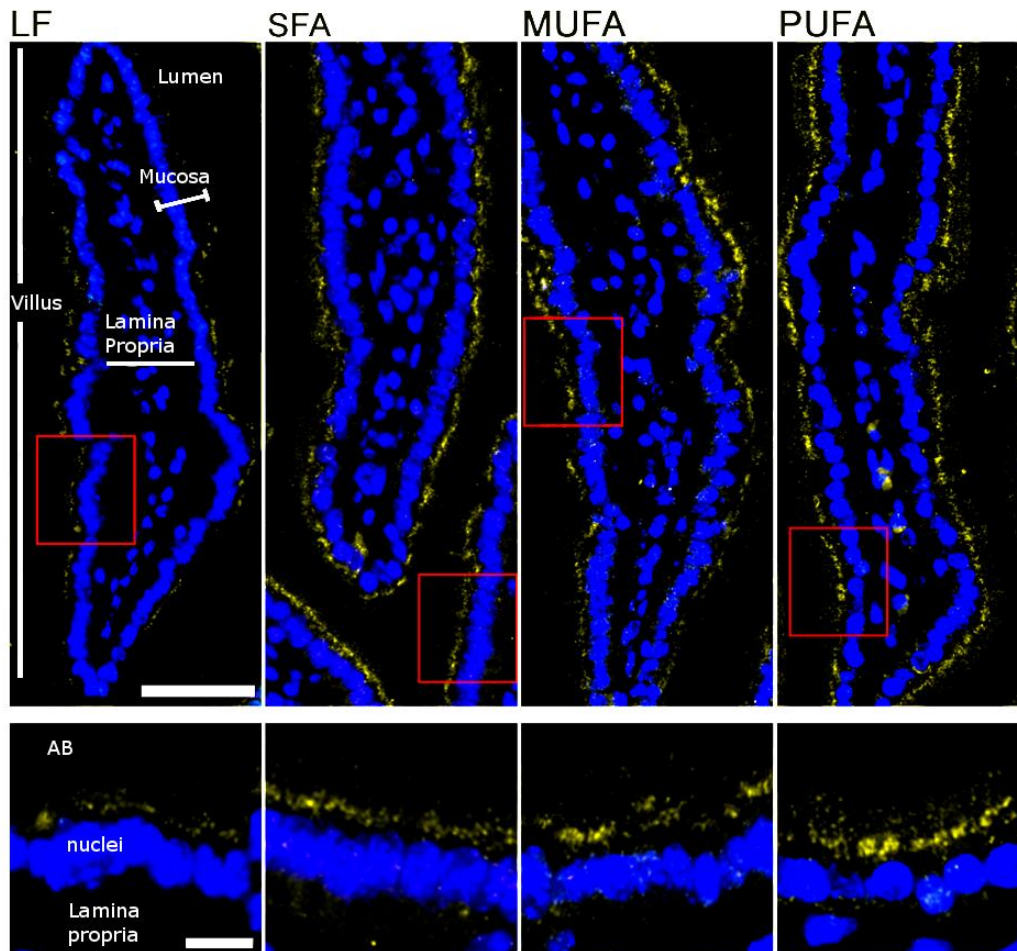 LF
SFA
MUFA
PUFA
Lumen
Mucosa
Villus
Lamina
Propria
AB
nuclei
Lamina
propria